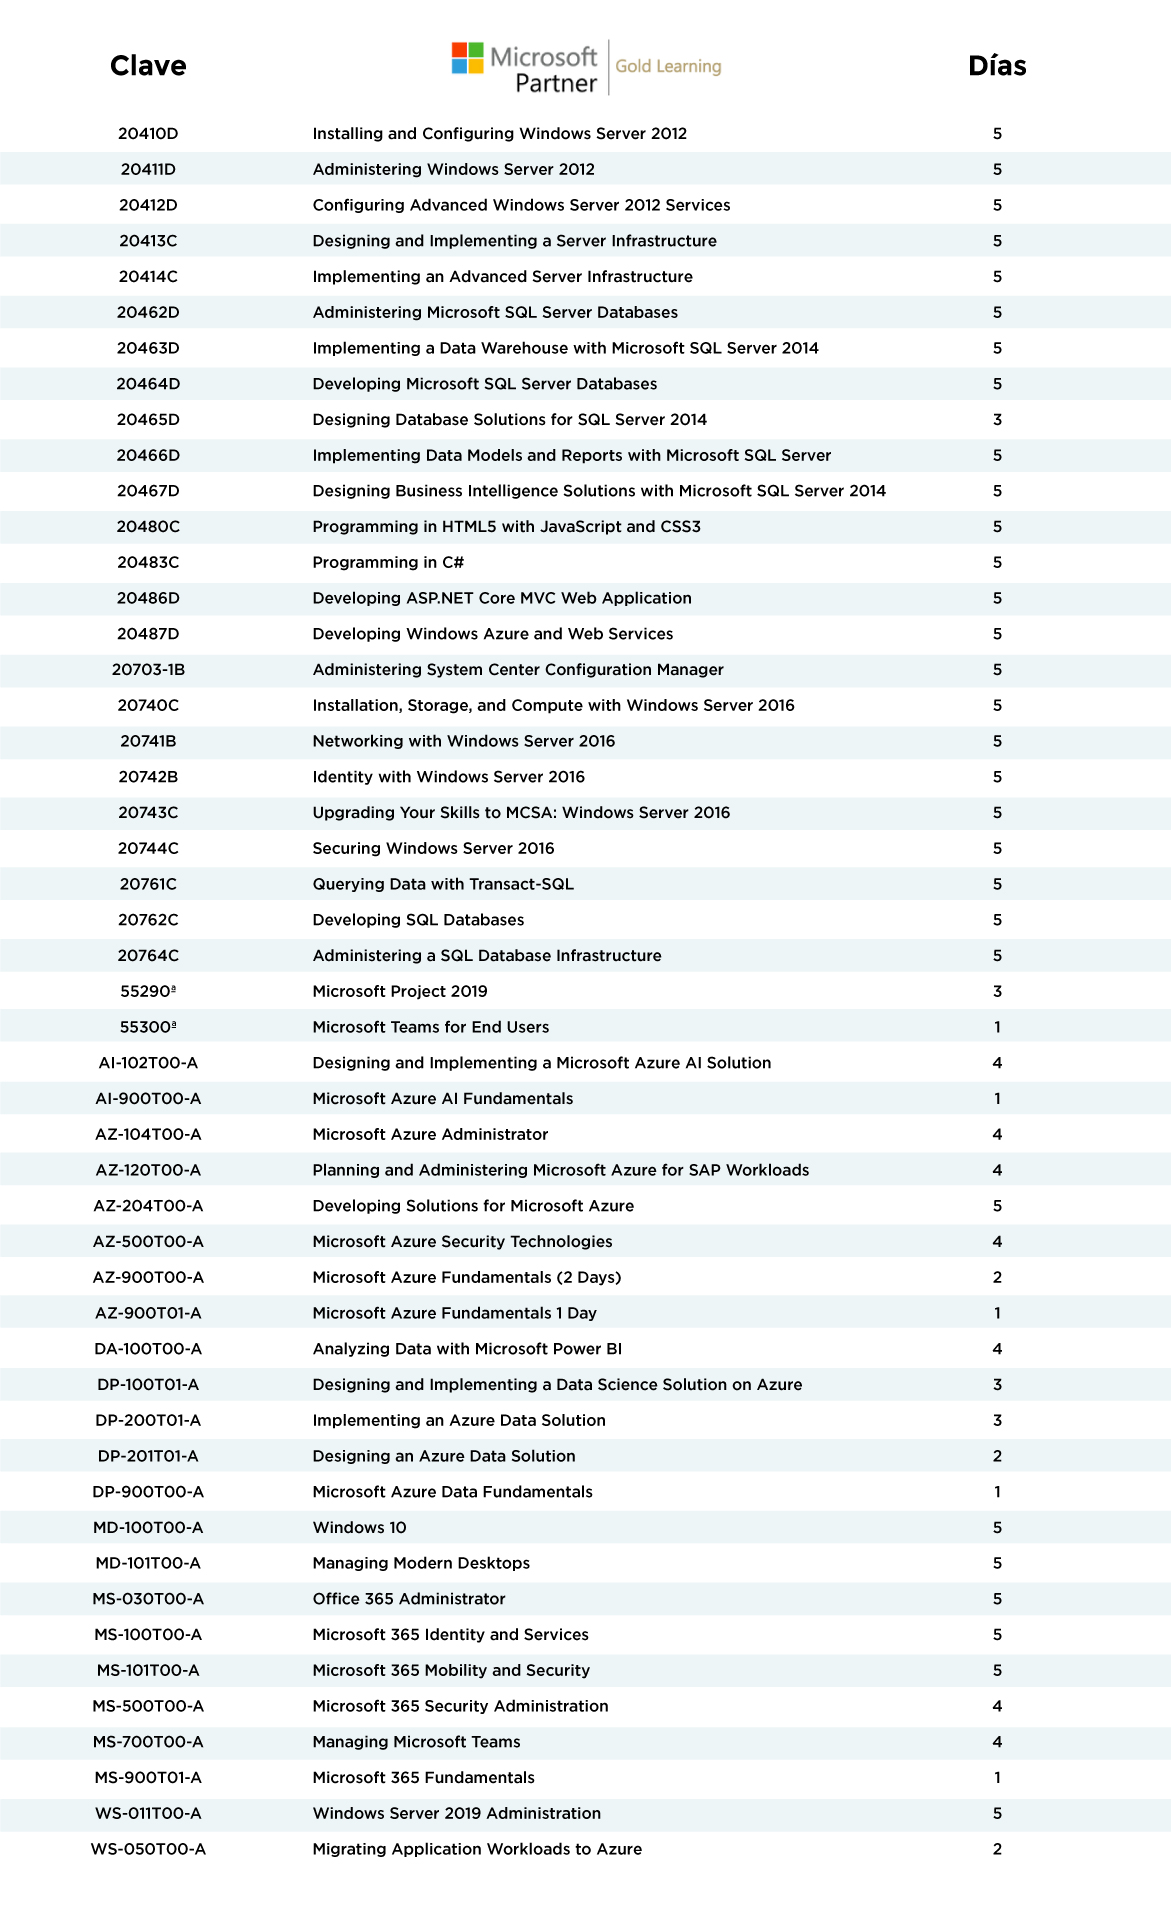 Clave Microsoft Partner Gold Learning Días
20410D Installing and Configuring Windows Server 2012 5
20411D Administering Windows Server 2012 5
20412D Configuring Advanced Windows Server 2012 Services 5
20413C Designing and Implementing a Server Infrastructure 5
20414C Implementing an Advanced Server Infrastructure 5
20462D Administering Microsoft SQL Server Databases 5
20463D Implementing a Data Warehouse with Microsoft SQL Server 2014 5
20464D Developing Microsoft SQL Server Databases 5
20465D Designing Database Solutions for SQL Server 2014 3
20466D Implementing Data Models and Reports with Microsoft SQL Server 5
20467D Designing Business Intelligence Solutions with Microsoft SQL Server 2014 5
20480C Programming in HTML5 with JavaScript and CSS3 5
20483C Programming in C# 5
20486D Developing ASP.NET Core MVC Web Application 5
20487D Developing Windows Azure and Web Services 5
20703-1B Administering System Center Configuration Manager 5
20740C Installation, Storage, and Compute with Windows Server 2016 5
20741B Networking with Windows Server 2016 5
20742B Identity with Windows Server 2016 5
20743C Upgrading Your Skills to MCSA: Windows Server 2016 5
20744C Securing Windows Server 2016 5
20761C Querying Data with Transact-SQL 5
20762C Developing SQL Databases 5
20764C Administering a SQL Database Infrastructure 5
55290ª Microsoft Project 2019 3
55300ª Microsoft Teams for End Users 1
AI-102T00-A Designing and Implementing a Microsoft Azure AI Solution 4
AI-900T00-A Microsoft Azure AI Fundamentals 1
AZ-104T00-A Microsoft Azure Administrator 4
AZ-120T00-A Planning and Administering Microsoft Azure for SAP Workloads 4
AZ-204T00-A Developing Solutions for Microsoft Azure 5
AZ-500T00-A Microsoft Azure Security Technologies 4
AZ-900T00-A Microsoft Azure Fundamentals (2 Days) 2
AZ-900T01-A Microsoft Azure Fundamentals 1 Day 1
DA-100T00-A Analyzing Data with Microsoft Power BI 4
DP-100T01-A Designing and Implementing a Data Science Solution on Azure 3
DP-200T01-A Implementing an Azure Data Solution 3
DP-201T01-A Designing an Azure Data Solution 2
DP-900T00-A Microsoft Azure Data Fundamentals 1
MD-100T00-A Windows 10 5
MD-101T00-A Managing Modern Desktops 5
MS-030T00-A Office 365 Administrator 5
MS-100T00-A Microsoft 365 Identity and Services 5
MS-101T00-A Microsoft 365 Mobility and Security 5
MS-500T00-A Microsoft 365 Security Administration 4
MS-700T00-A Managing Microsoft Teams 4
MS-900T01-A Microsoft 365 Fundamentals 1
WS-011T00-A Windows Server 2019 Administration 5
WS-050T00-A Migrating Application Workloads to Azure 2